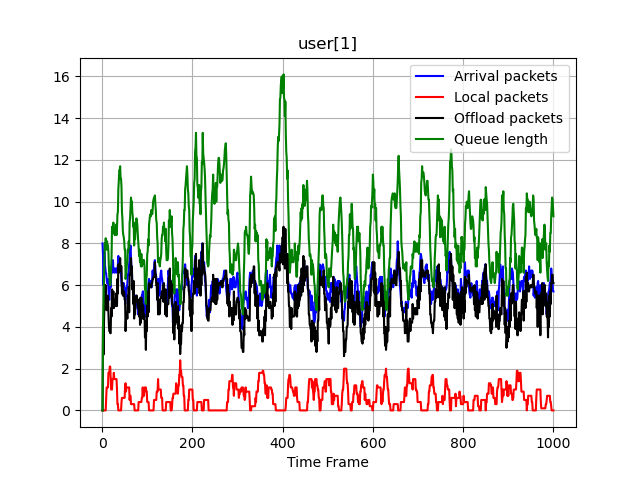 user[1]
Arrival packets
Local packets
Offload packets
Queue length
16
14
12
10
8
6
4
2
0
0 200 400 600 800 1000
Time Frame